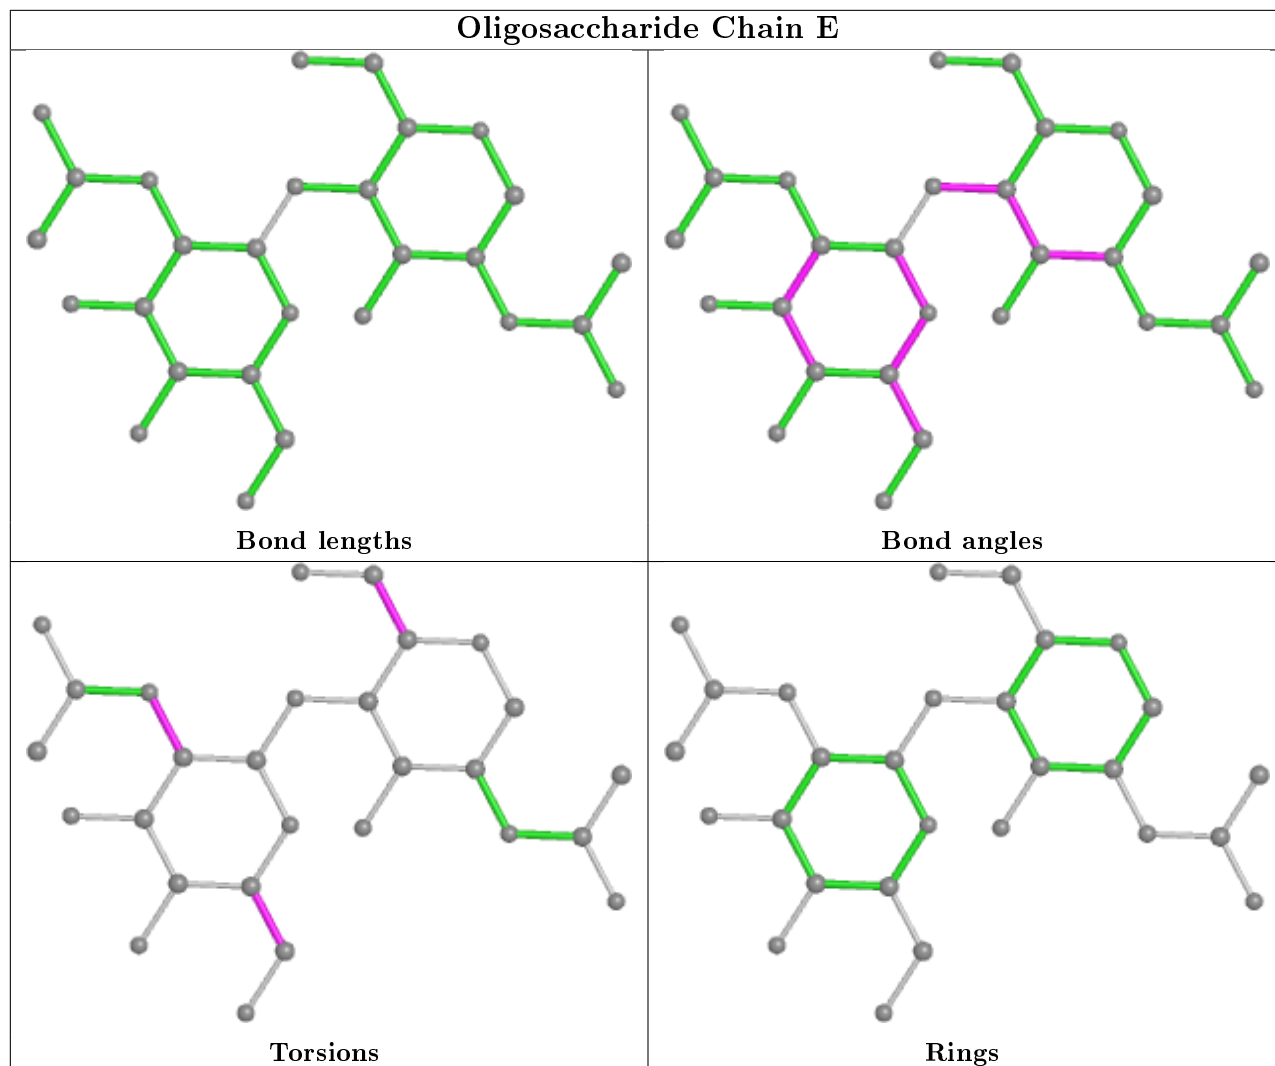 Oligosaccharide Chain E
Bond lengths
Bond angles
Torsions
Rings